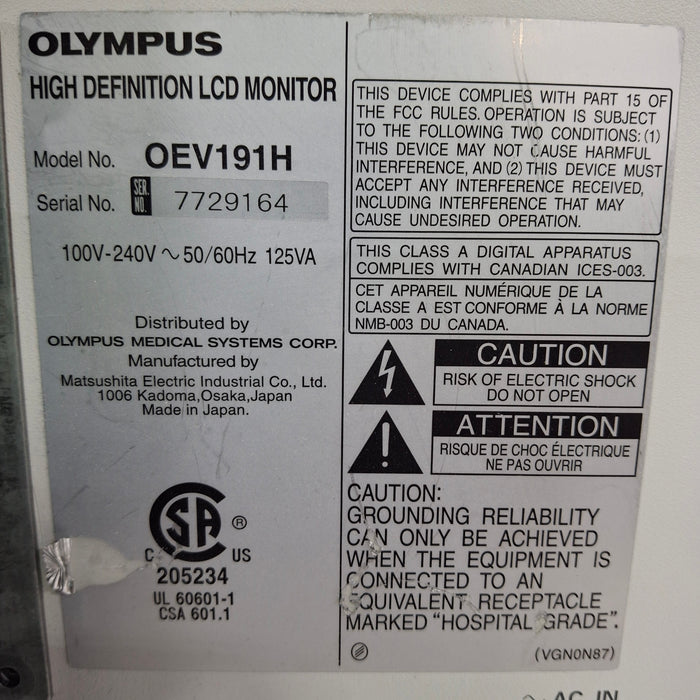 OLYMPUS
HIGH DEFINITION LCD MONITOR
Model No. OEV191H
Serial No. SER. NO. 7729164
100V-240V ~ 50/60Hz 125VA
Distributed by
OLYMPUS MEDICAL SYSTEMS CORP.
Manufactured by
Matsushita Electric Industrial Co., Ltd.
1006 Kadoma,Osaka,Japan
Made in Japan.
CSA ®
C US
205234
UL 60601-1
CSA 601.1
THIS DEVICE COMPLIES WITH PART 15 OF
THE FCC RULES. OPERATION IS SUBJECT
TO THE FOLLOWING TWO CONDITIONS: (1)
THIS DEVICE MAY NOT CAUSE HARMFUL
INTERFERENCE, AND (2) THIS DEVICE MUST
ACCEPT ANY INTERFERENCE RECEIVED,
INCLUDING INTERFERENCE THAT MAY
CAUSE UNDESIRED OPERATION.
THIS CLASS A DIGITAL APPARATUS
COMPLIES WITH CANADIAN ICES-003.
CET APPAREIL NUMÉRIQUE DE LA
CLASSE A EST CONFORME À LA NORME
NMB-003 DU CANADA.
CAUTION
RISK OF ELECTRIC SHOCK
DO NOT OPEN
ATTENTION
RISQUE DE CHOC ÉLECTRIQUE
NE PAS OUVRIR
CAUTION:
GROUNDING RELIABILITY
CAN ONLY BE ACHIEVED
WHEN THE EQUIPMENT IS
CONNECTED TO AN
EQUIVALENT RECEPTACLE
MARKED "HOSPITAL GRADE".
(VGN0N87)
~ AC IN